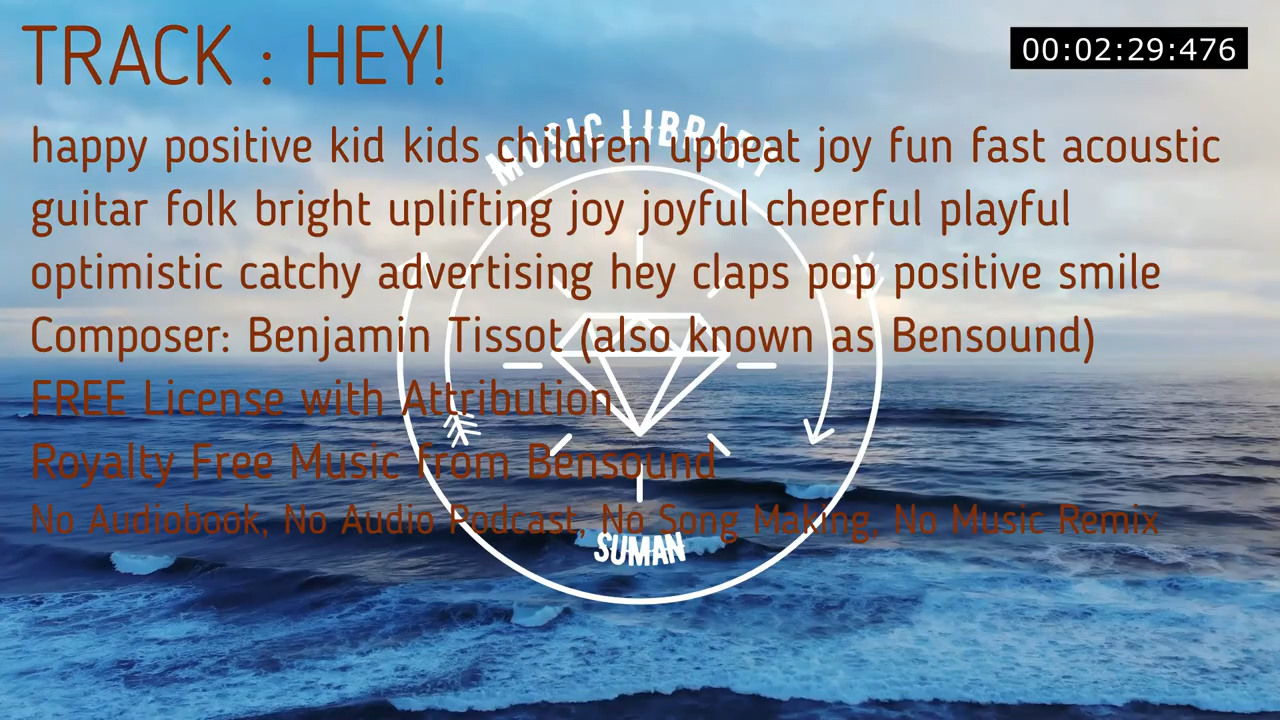 TRACK : HEY!
00:02:29:476
MUSIC LIBRARY
happy positive kid kids children upbeat joy fun fast acoustic
guitar folk bright uplifting joy joyful cheerful playful
optimistic catchy advertising hey claps pop positive smile
Composer: Benjamin Tissot (also known as Bensound)
FREE License with Attribution
Royalty Free Music from Bensound
No Audiobook, No Audio Podcast, No Song Making, No Music Remix
SUMAN